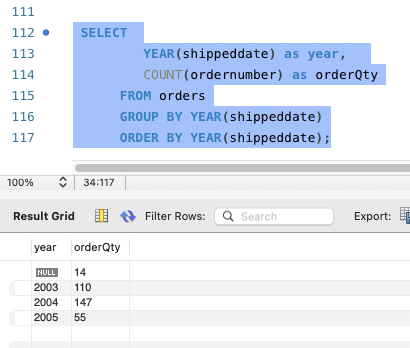 111
112 SELECT
113 YEAR(shippeddate) as year,
114 COUNT(ordernumber) as orderQty
115 FROM orders
116 GROUP BY YEAR(shippeddate)
117 ORDER BY YEAR(shippeddate);
100% 34:117
Result Grid Filter Rows: Search Export:
year orderQty
NULL 14
2003 110
2004 147
2005 55